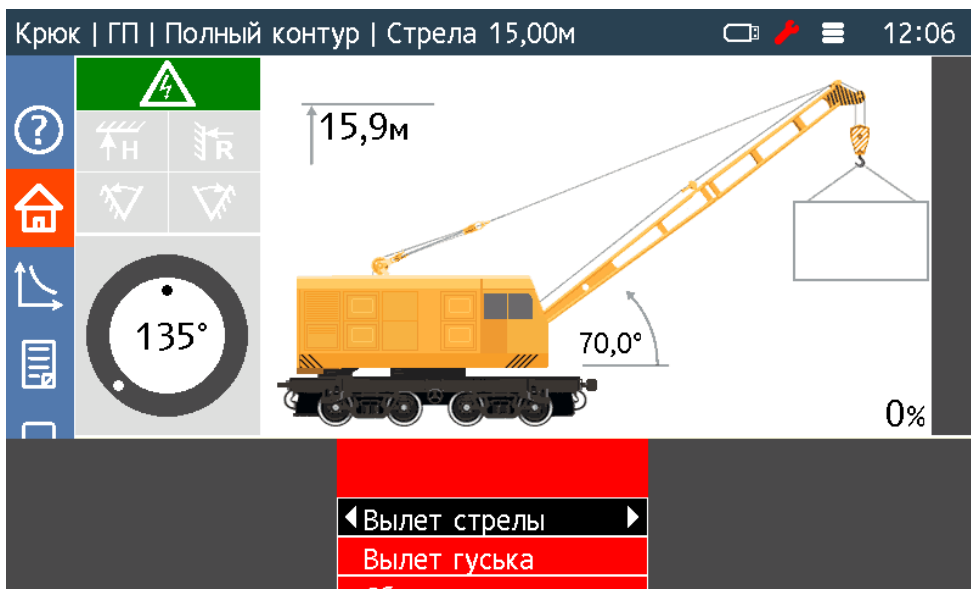 Крюк | ГП | Полный контур | Стрела 15,00м
12:06
?
H
R
15,9м
135°
70,0°
0%
Вылет стрелы
Вылет гуська